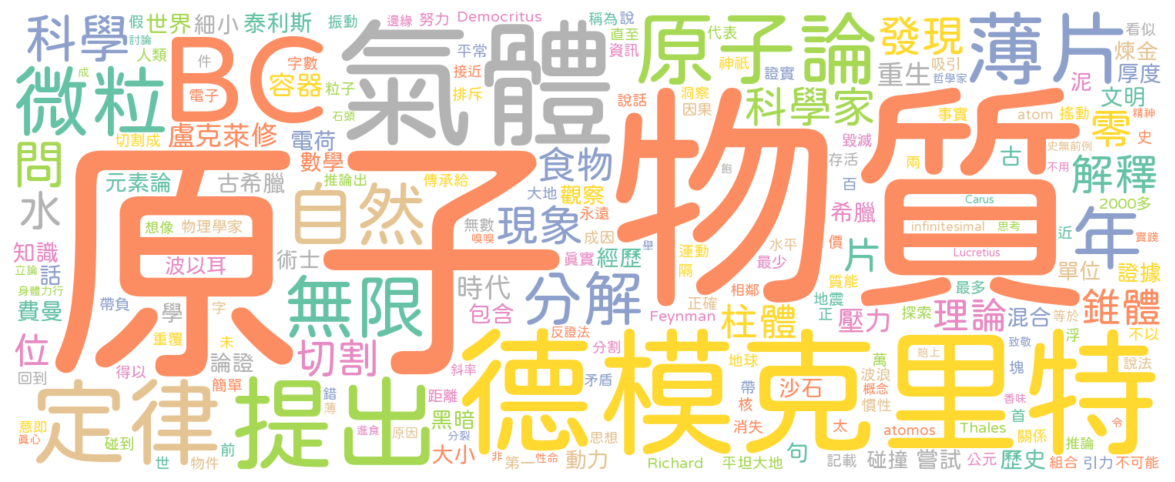 科學
BC
氣體
原子論
發現
薄片
微粒
科學家
原子
物質
問
水
盧克萊修
容器
細小
泰利斯
世界
假
討論
人類
字數
件
電子
切割成
粒子
石頭
振動
邊緣
努力
Democritus
平常
接近
排斥
稱為
說
直至
資訊
代表
神祇
證實
重生
吸引
哲學家
看似
煉金
厚度
泥
文明
元素論
古希臘
數學
電荷
推論出
傳承給
說話
洞察
因果
毀滅
事實
atom
搖動
零
精神
史
史無前例
不用
存活
兩
百
古
解釋
2000多
食物
大地
觀察
自然
現象
無數
成因
永遠
嗅嗅
真實
經歷
舉
飽
運動
隔
水平
最少
希臘
價
片
Carus
infinitesimal
思考
Lucretius
近
年
實踐
單位
證據
知識
立論
話
身體力行
費曼
想像
物理學家
波以耳
術士
學
帶負
字
重覆
未
無限
時代
包含
分解
質能
正確
相鄰
Feynman
地震
正
最多
探索
壓力
理論
混合
致敬
等於
浮
塊
錐體
不以
位
回到
得以
論證
簡單
切割
距離
斜率
反證法
分割
矛盾
柱體
地球
帶
核
消失
沙石
萬
波浪
概念
慣性
太
賠上
香味
首
說法
定律
提出
德模克里特
意即
真心
碰到
世
物件
前
錯
薄
進食
原因
黑暗
大小
分裂
非
性命
第一
思想
動力
Richard
平坦大地
句
atomos
記載
碰撞
嘗試
Thales
公元
歷史
關係
推論
組合
引力
不可能
令
成